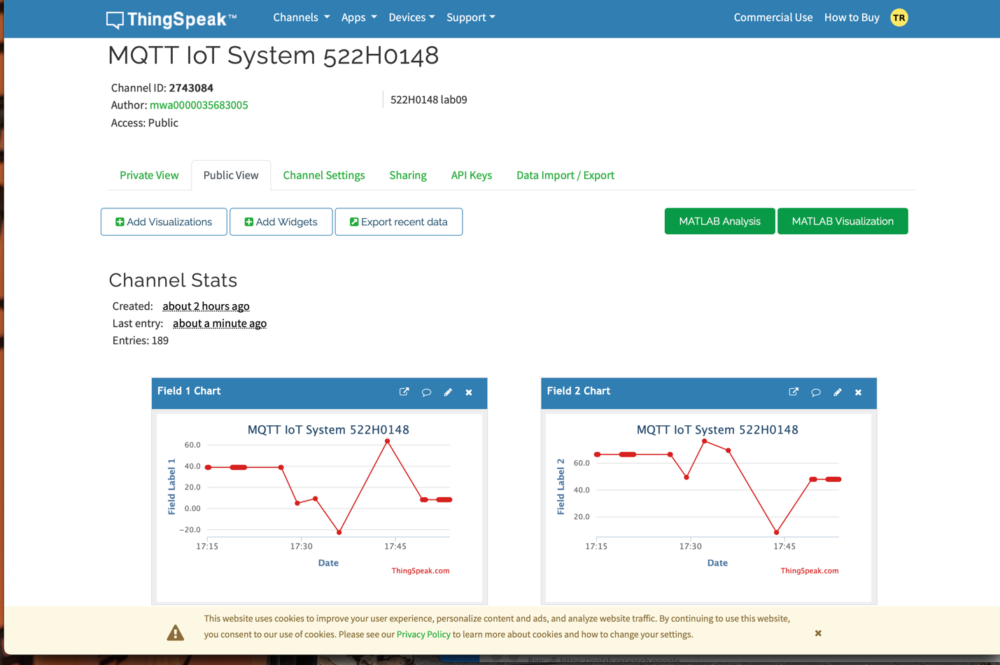 ThingSpeak™ Channels Apps Devices Support Commercial Use How to Buy TR
MQTT IoT System 522H0148
Channel ID: 2743084
Author: mwa0000035683005
Access: Public
522H0148 lab09
Private View Public View Channel Settings Sharing API Keys Data Import / Export
Add Visualizations Add Widgets Export recent data MATLAB Analysis MATLAB Visualization
Channel Stats
Created: about 2 hours ago
Last entry: about a minute ago
Entries: 189
Field 1 Chart
MQTT IoT System 522H0148
Field Label 1
60.0
40.0
20.0
0.00
−20.0
17:15 17:30 17:45
Date
ThingSpeak.com
Field 2 Chart
MQTT IoT System 522H0148
Field Label 2
60.0
40.0
20.0
17:15 17:30 17:45
Date
ThingSpeak.com
This website uses cookies to improve your user experience, personalize content and ads, and analyze website traffic. By continuing to use this website,
you consent to our use of cookies. Please see our Privacy Policy to learn more about cookies and how to change your settings.
https://colab.research.google